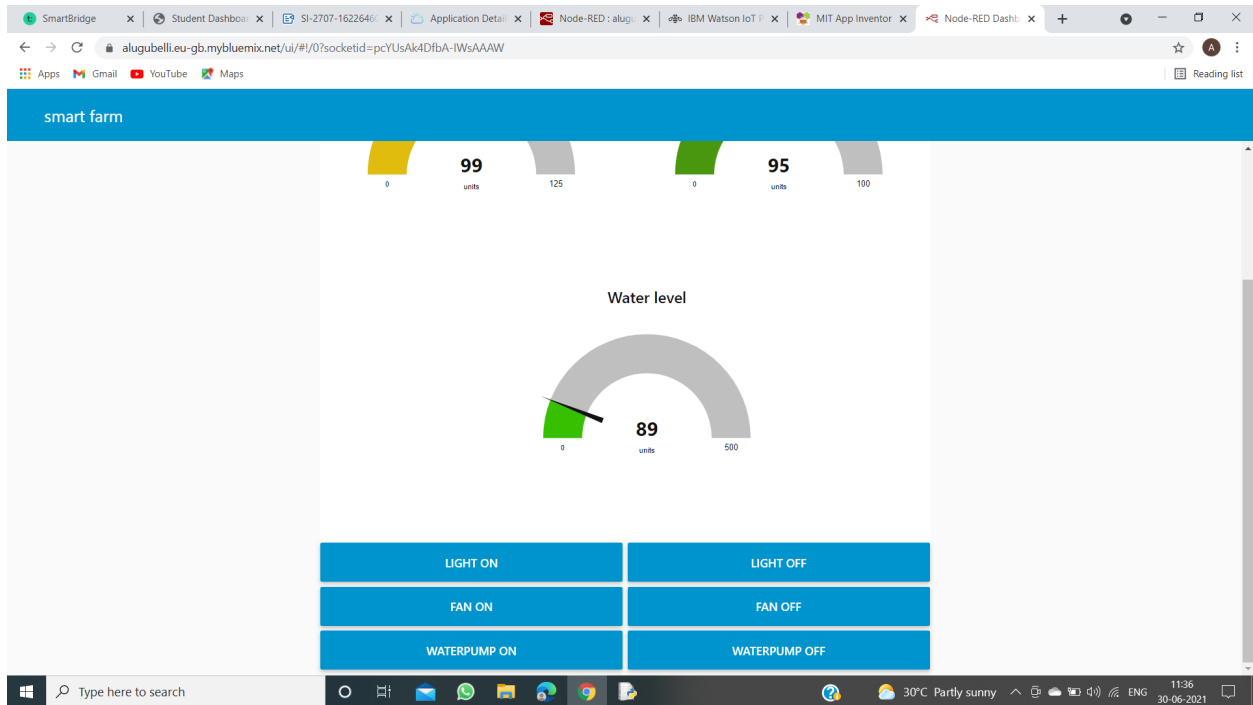 SmartBridge
Student Dashboar
SI-2707-16226460
Application Detail
Node-RED : alugu
IBM Watson IoT P
MIT App Inventor
Node-RED Dashb
alugubelli.eu-gb.mybluemix.net/ui/#!/0?socketid=pcYUsAk4DfbA-IWsAAAW
A
Apps Gmail YouTube Maps
Reading list
smart farm
99
units
0 125
95
units
0 100
Water level
89
units
0 500
LIGHT ON LIGHT OFF
FAN ON FAN OFF
WATERPUMP ON WATERPUMP OFF
Type here to search
30°C Partly sunny
ENG
11:36
30-06-2021